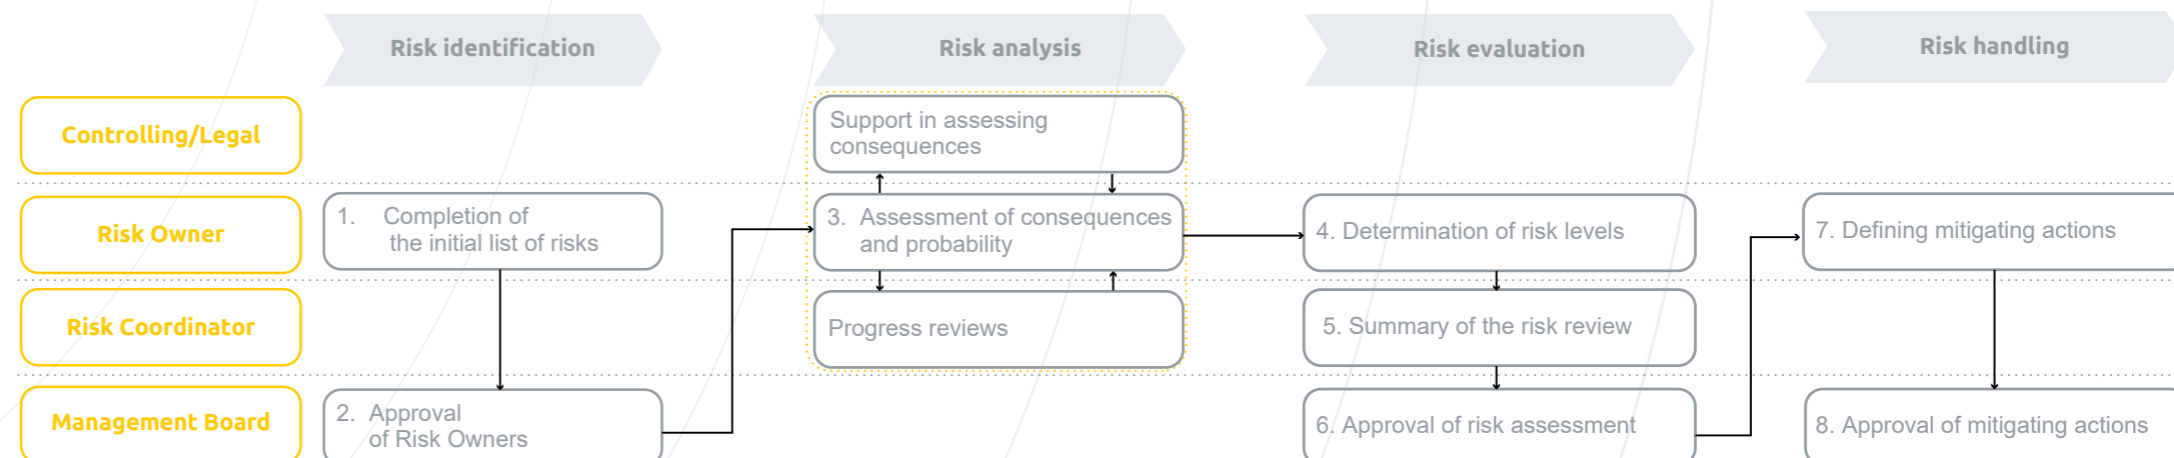 Risk identification
Risk analysis
Risk evaluation
Risk handling
Controlling/Legal
Support in assessing
consequences
Risk Owner
1. Completion of
the initial list of risks
3. Assessment of consequences
and probability
4. Determination of risk levels
7. Defining mitigating actions
Risk Coordinator
Progress reviews
5. Summary of the risk review
Management Board
2. Approval
of Risk Owners
6. Approval of risk assessment
8. Approval of mitigating actions